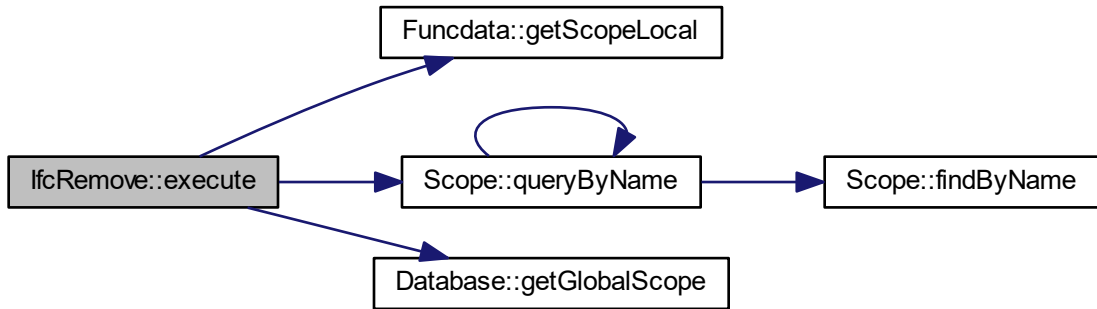 Funcdata::getScopeLocal
IfcRemove::execute
Scope::queryByName
Scope::findByName
Database::getGlobalScope